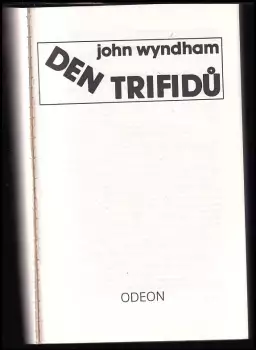 john wyndham
DEN
TRIFIDŮ
ODEON